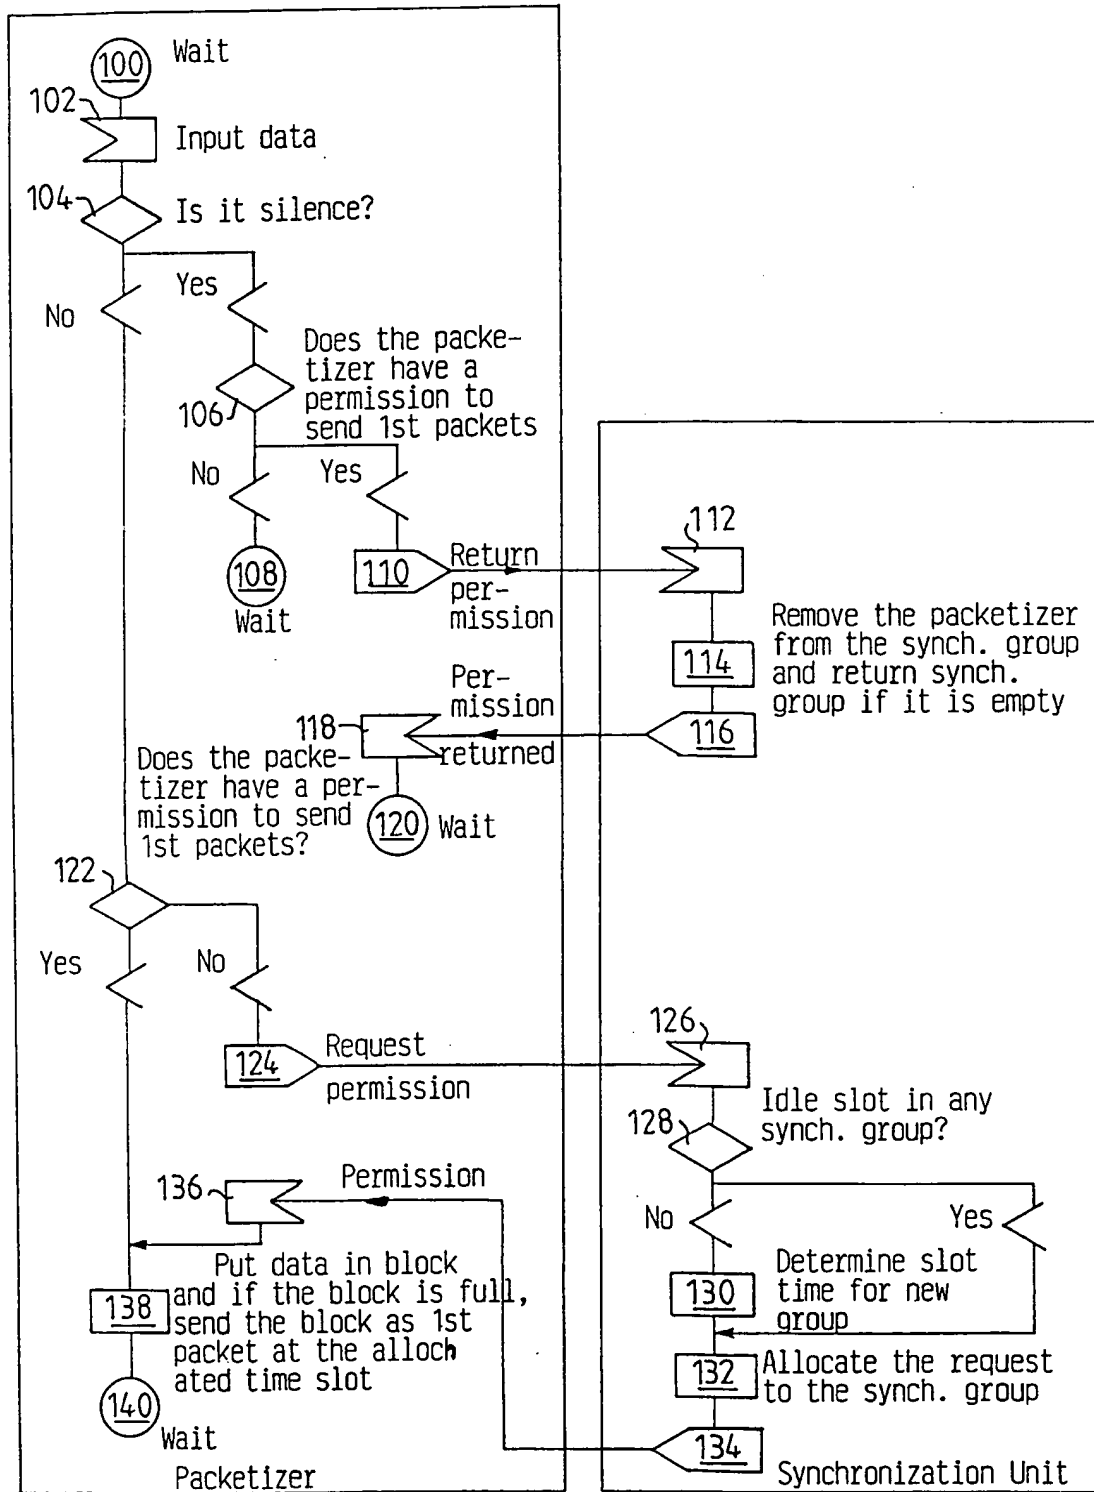 100
Wait
102
Input data
104
Is it silence?
Yes
No
Does the packe-
tizer have a
permission to
send 1st packets
106
No
Yes
108
Wait
110
Return
per-
mission
112
114
Remove the packetizer
from the synch. group
and return synch.
group if it is empty
116
Per-
mission
returned
118
Does the packe-
tizer have a per-
mission to send
1st packets?
120
Wait
122
Yes
No
124
Request
permission
126
Idle slot in any
synch. group?
128
No
Yes
Determine slot
time for new
group
130
132
Allocate the request
to the synch. group
134
136
Permission
Put data in block
and if the block is full,
send the block as 1st
packet at the alloch
ated time slot
138
140
Wait
Packetizer
Synchronization Unit